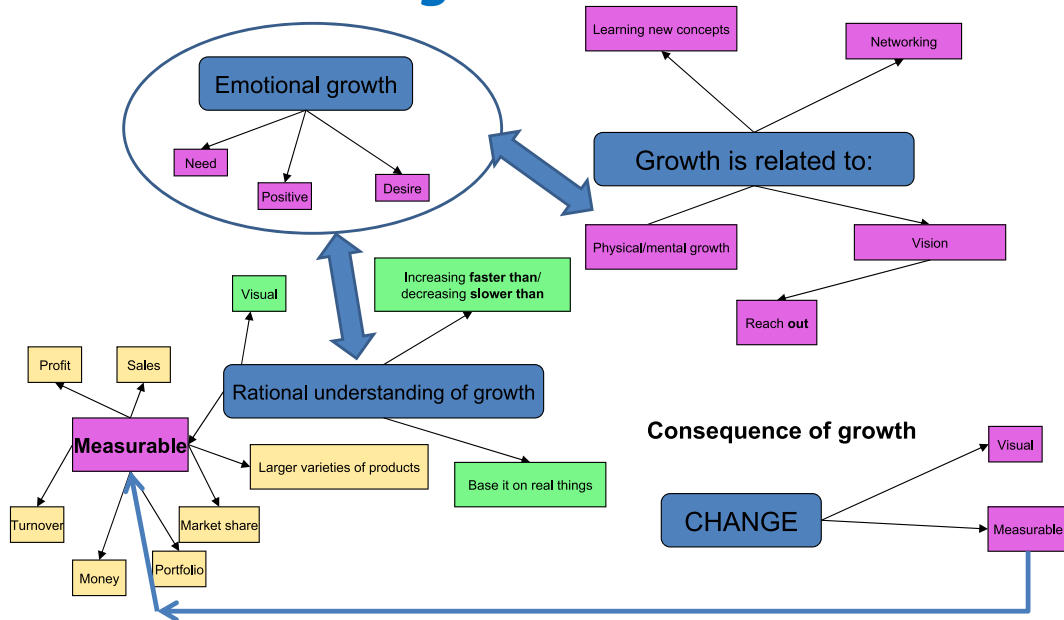 Learning new concepts
Networking
Emotional growth
Need
Positive
Desire
Growth is related to:
Physical/mental growth
Vision
Reach out
Increasing faster than/
decreasing slower than
Visual
Profit
Sales
Rational understanding of growth
Measurable
Larger varieties of products
Base it on real things
Turnover
Market share
Money
Portfolio
Consequence of growth
Visual
CHANGE
Measurable